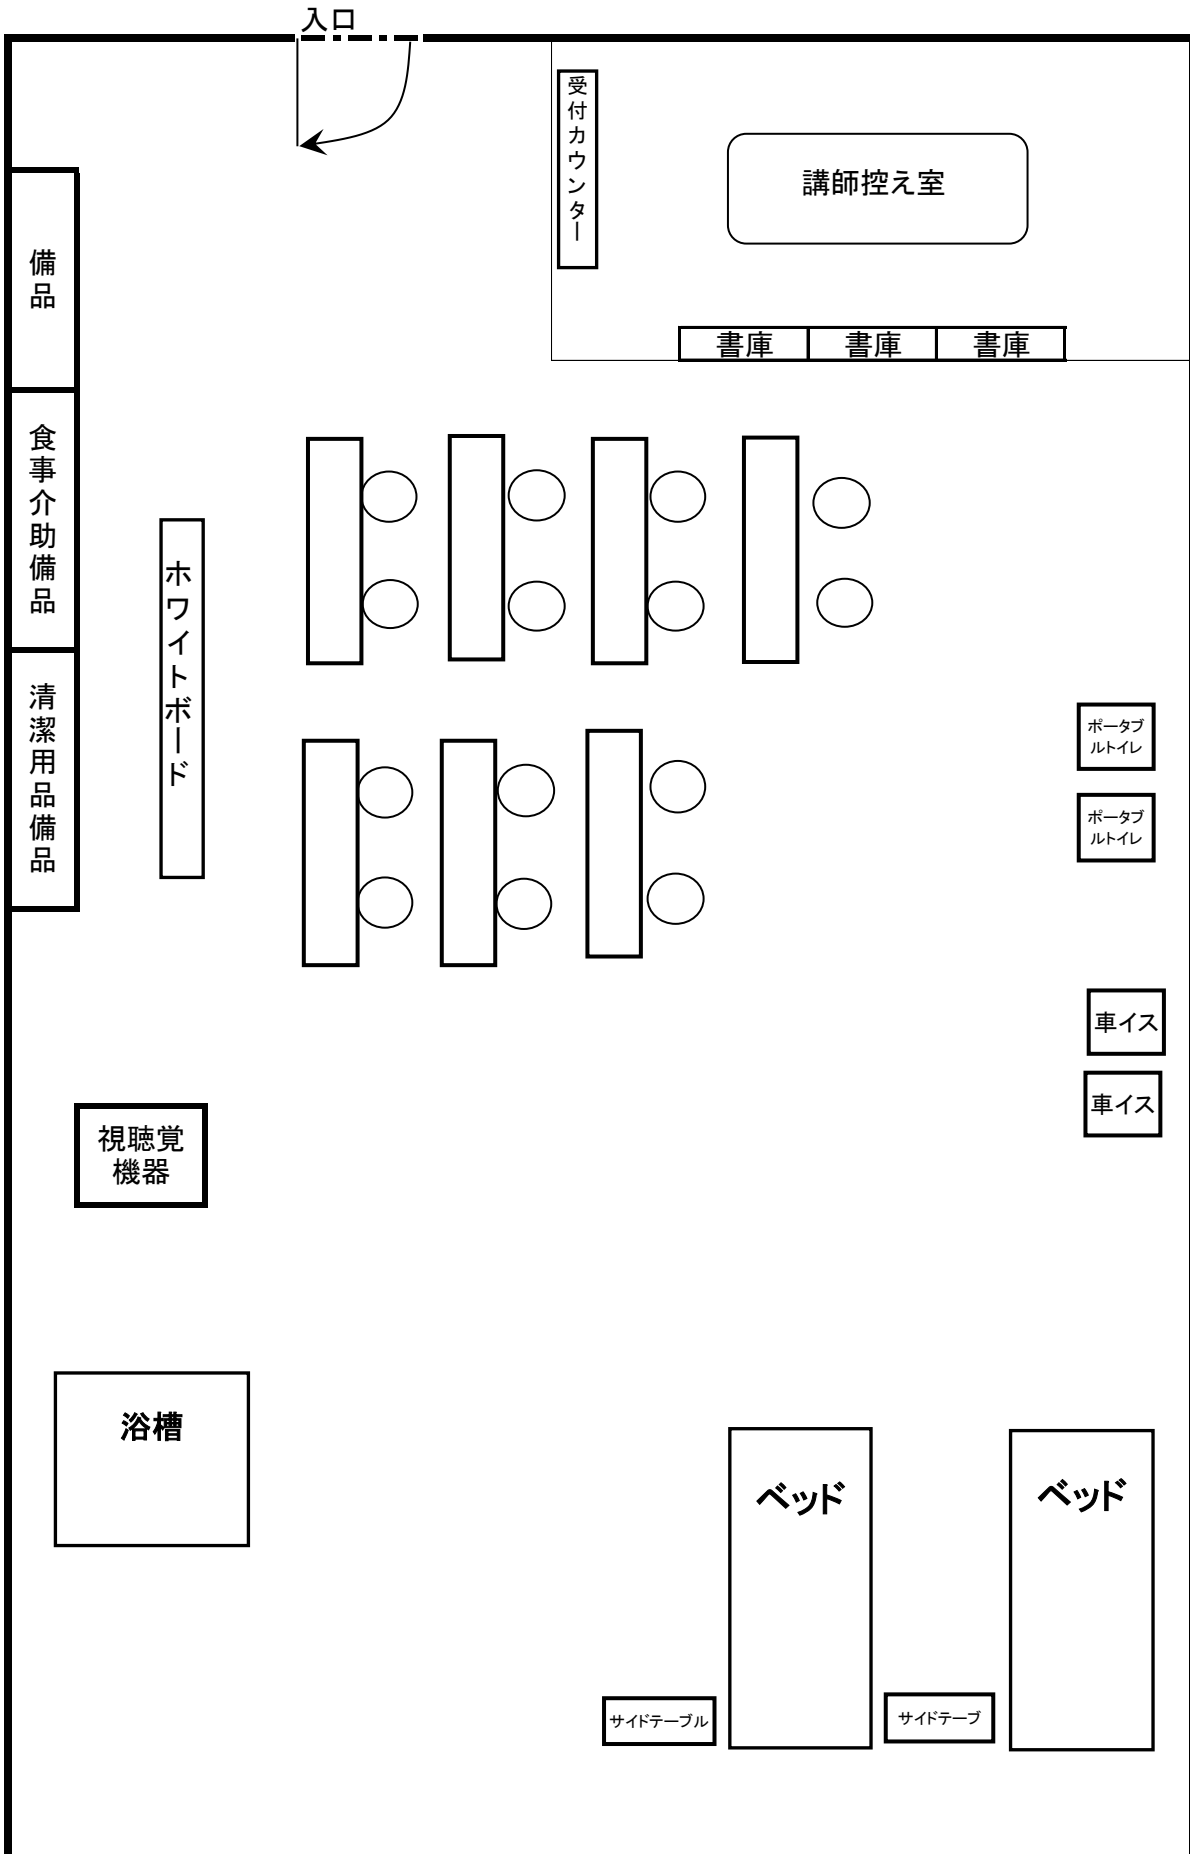 入口
受付カウンター
講師控え室
備品
書庫
書庫
書庫
食事介助備品
ホワイトボード
清潔用品備品
ポータブ
ルトイレ
ポータブ
ルトイレ
車イス
車イス
視聴覚
機器
浴槽
ベッド
ベッド
サイドテーブル
サイドテーブ